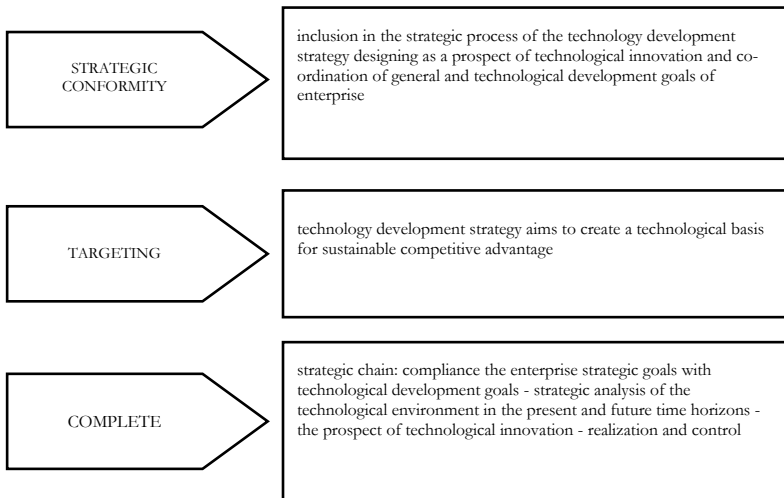 STRATEGIC
CONFORMITY
inclusion in the strategic process of the technology development
strategy designing as a prospect of technological innovation and co-
ordination of general and technological development goals of
enterprise
TARGETING
technology development strategy aims to create a technological basis
for sustainable competitive advantage
COMPLETE
strategic chain: compliance the enterprise strategic goals with
technological development goals - strategic analysis of the
technological environment in the present and future time horizons -
the prospect of technological innovation - realization and control